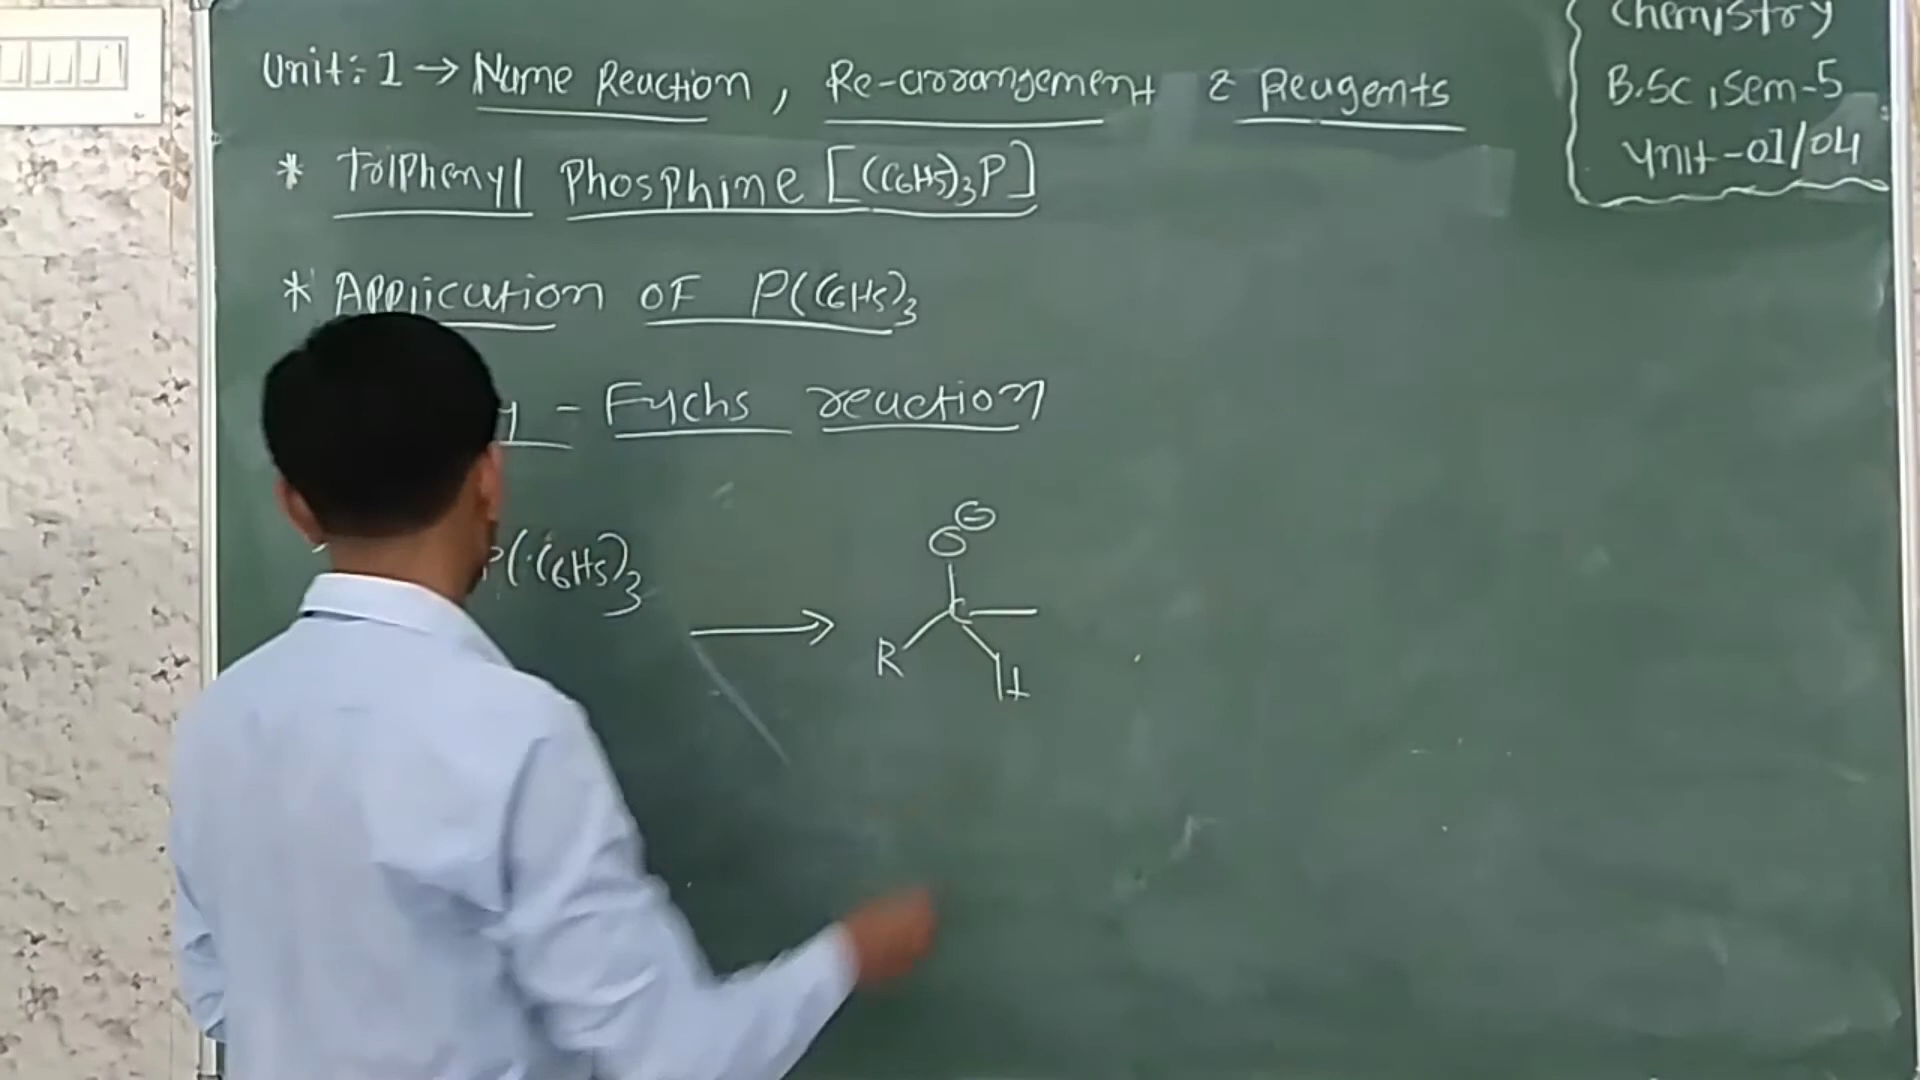 Chemistry
B.Sc, Sem-5
Unit-01/04
Unit:1 → Name Reaction, Re-arrangement & Reagents
* Triphenyl Phosphine [(C6H5)3P]
* Application of P(C6H5)3
y - Fuchs reaction
P(C6H5)3 →
O ⊖
C
R
H